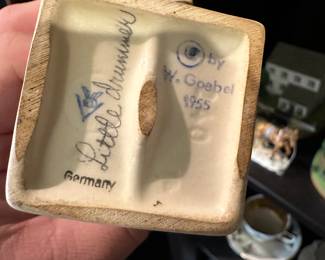 Little drummer
Germany
© by
W. Goebel
1955